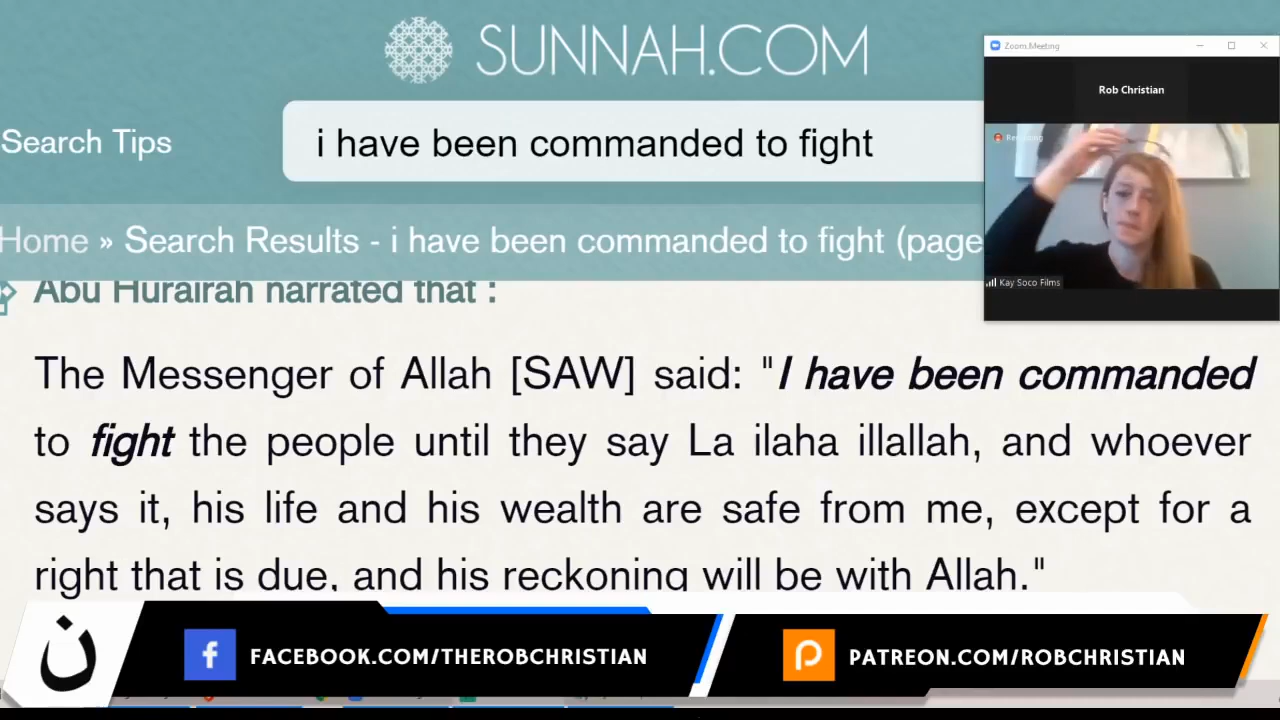 SUNNAH.COM
Search Tips
i have been commanded to fight
Home » Search Results - i have been commanded to fight (page
Abu Hurairah narrated that :
The Messenger of Allah [SAW] said: "I have been commanded
to fight the people until they say La ilaha illallah, and whoever
says it, his life and his wealth are safe from me, except for a
right that is due, and his reckoning will be with Allah."
Zoom Meeting
Rob Christian
Kay Soco Films
ن
f
FACEBOOK.COM/THEROBCHRISTIAN
PATREON.COM/ROBCHRISTIAN